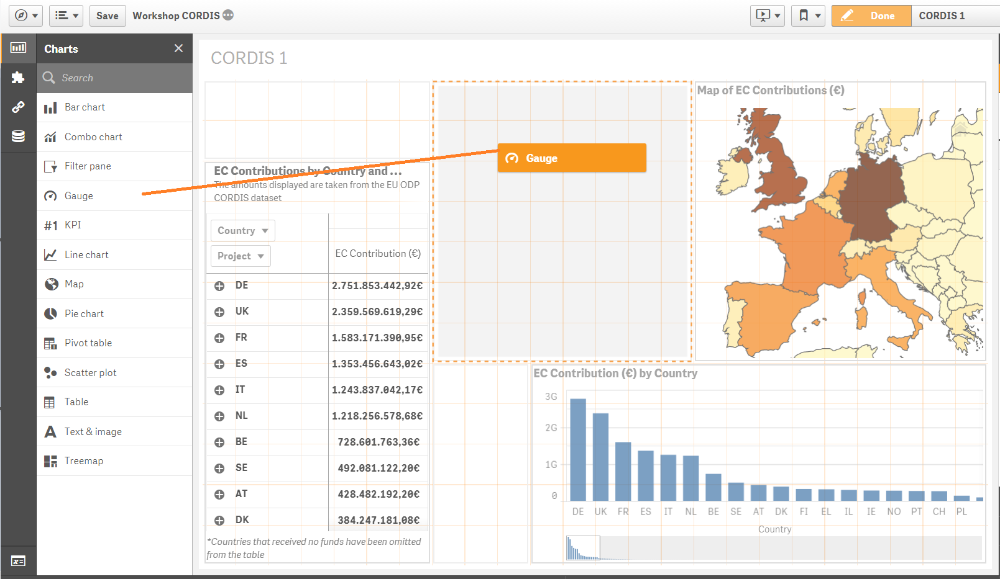 Save
Workshop CORDIS
Done
CORDIS 1
Charts
Search
Bar chart
Combo chart
Filter pane
Gauge
#1 KPI
Line chart
Map
Pie chart
Pivot table
Scatter plot
Table
A Text & image
Treemap
CORDIS 1
EC Contributions by Country and ...
The amounts displayed are taken from the EU ODP
CORDIS dataset
Country
Project
EC Contribution (€)
DE 2.751.853.442,92€
UK 2.359.569.619,29€
FR 1.583.171.390,95€
ES 1.353.456.643,02€
IT 1.243.837.042,17€
NL 1.218.256.578,68€
BE 728.601.763,36€
SE 492.081.122,20€
AT 428.482.192,20€
DK 384.247.181,08€
*Countries that received no funds have been omitted
from the table
Gauge
Map of EC Contributions (€)
EC Contribution (€) by Country
3G
2G
1G
0
DE UK FR ES IT NL BE SE AT DK FI EL IL IE NO PT CH PL
Country
x=